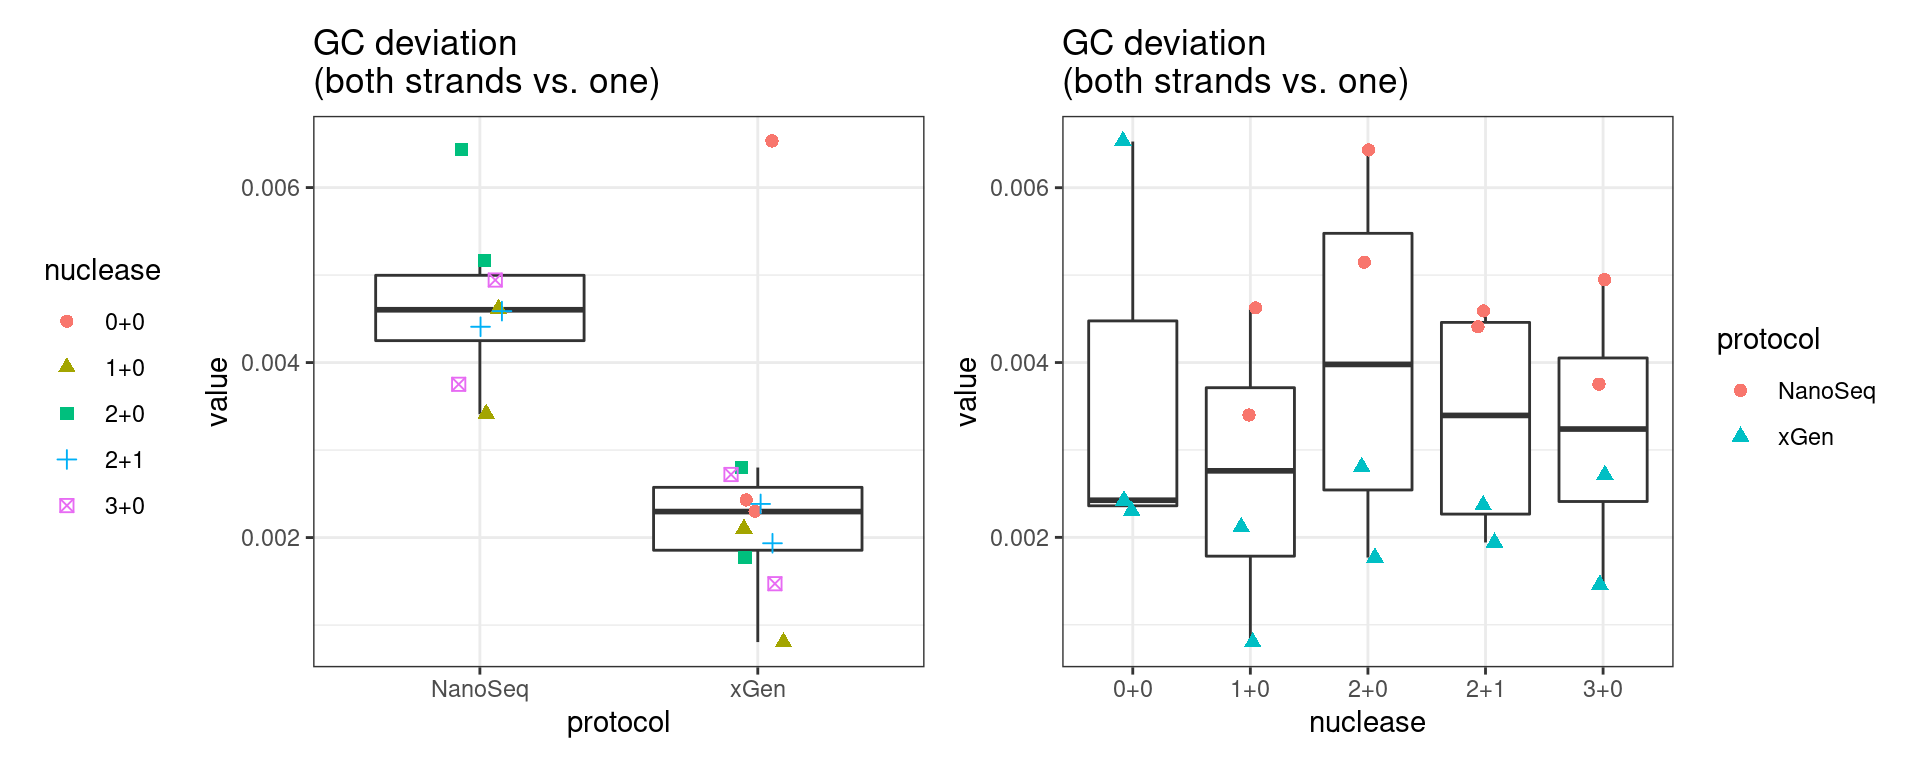 GC deviation
(both strands vs. one)
nuclease
0+0
1+0
2+0
2+1
3+0
value
0.006
0.004
0.002
NanoSeq
xGen
protocol
GC deviation
(both strands vs. one)
value
0.006
0.004
0.002
0+0
1+0
2+0
2+1
3+0
nuclease
protocol
NanoSeq
xGen